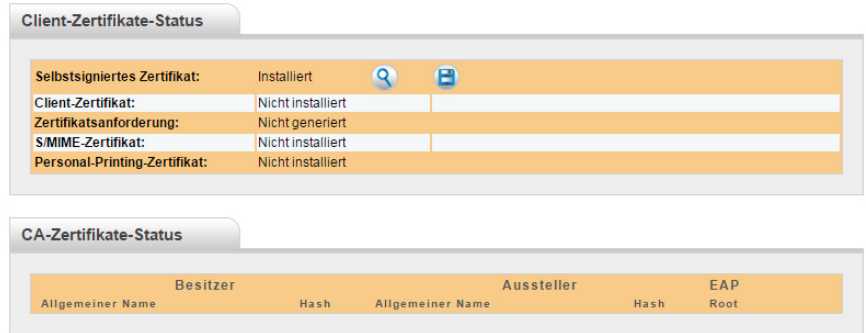 Client-Zertifikate-Status
Selbstsigniertes Zertifikat: Installiert
Client-Zertifikat: Nicht installiert
Zertifikatsanforderung: Nicht generiert
S/MIME-Zertifikat: Nicht installiert
Personal-Printing-Zertifikat: Nicht installiert
CA-Zertifikate-Status
Besitzer Aussteller EAP
Allgemeiner Name Hash Allgemeiner Name Hash Root